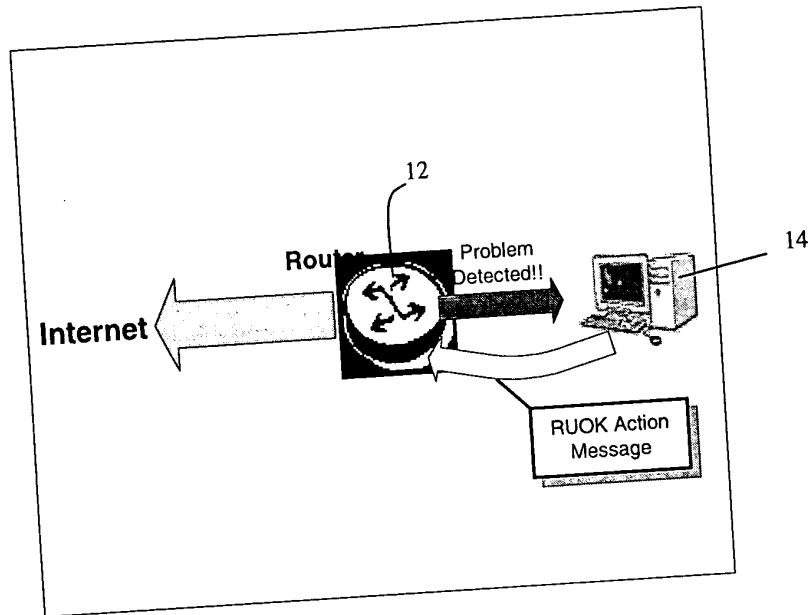 12
Router
Problem
Detected!!
14
Internet
RUOK Action
Message